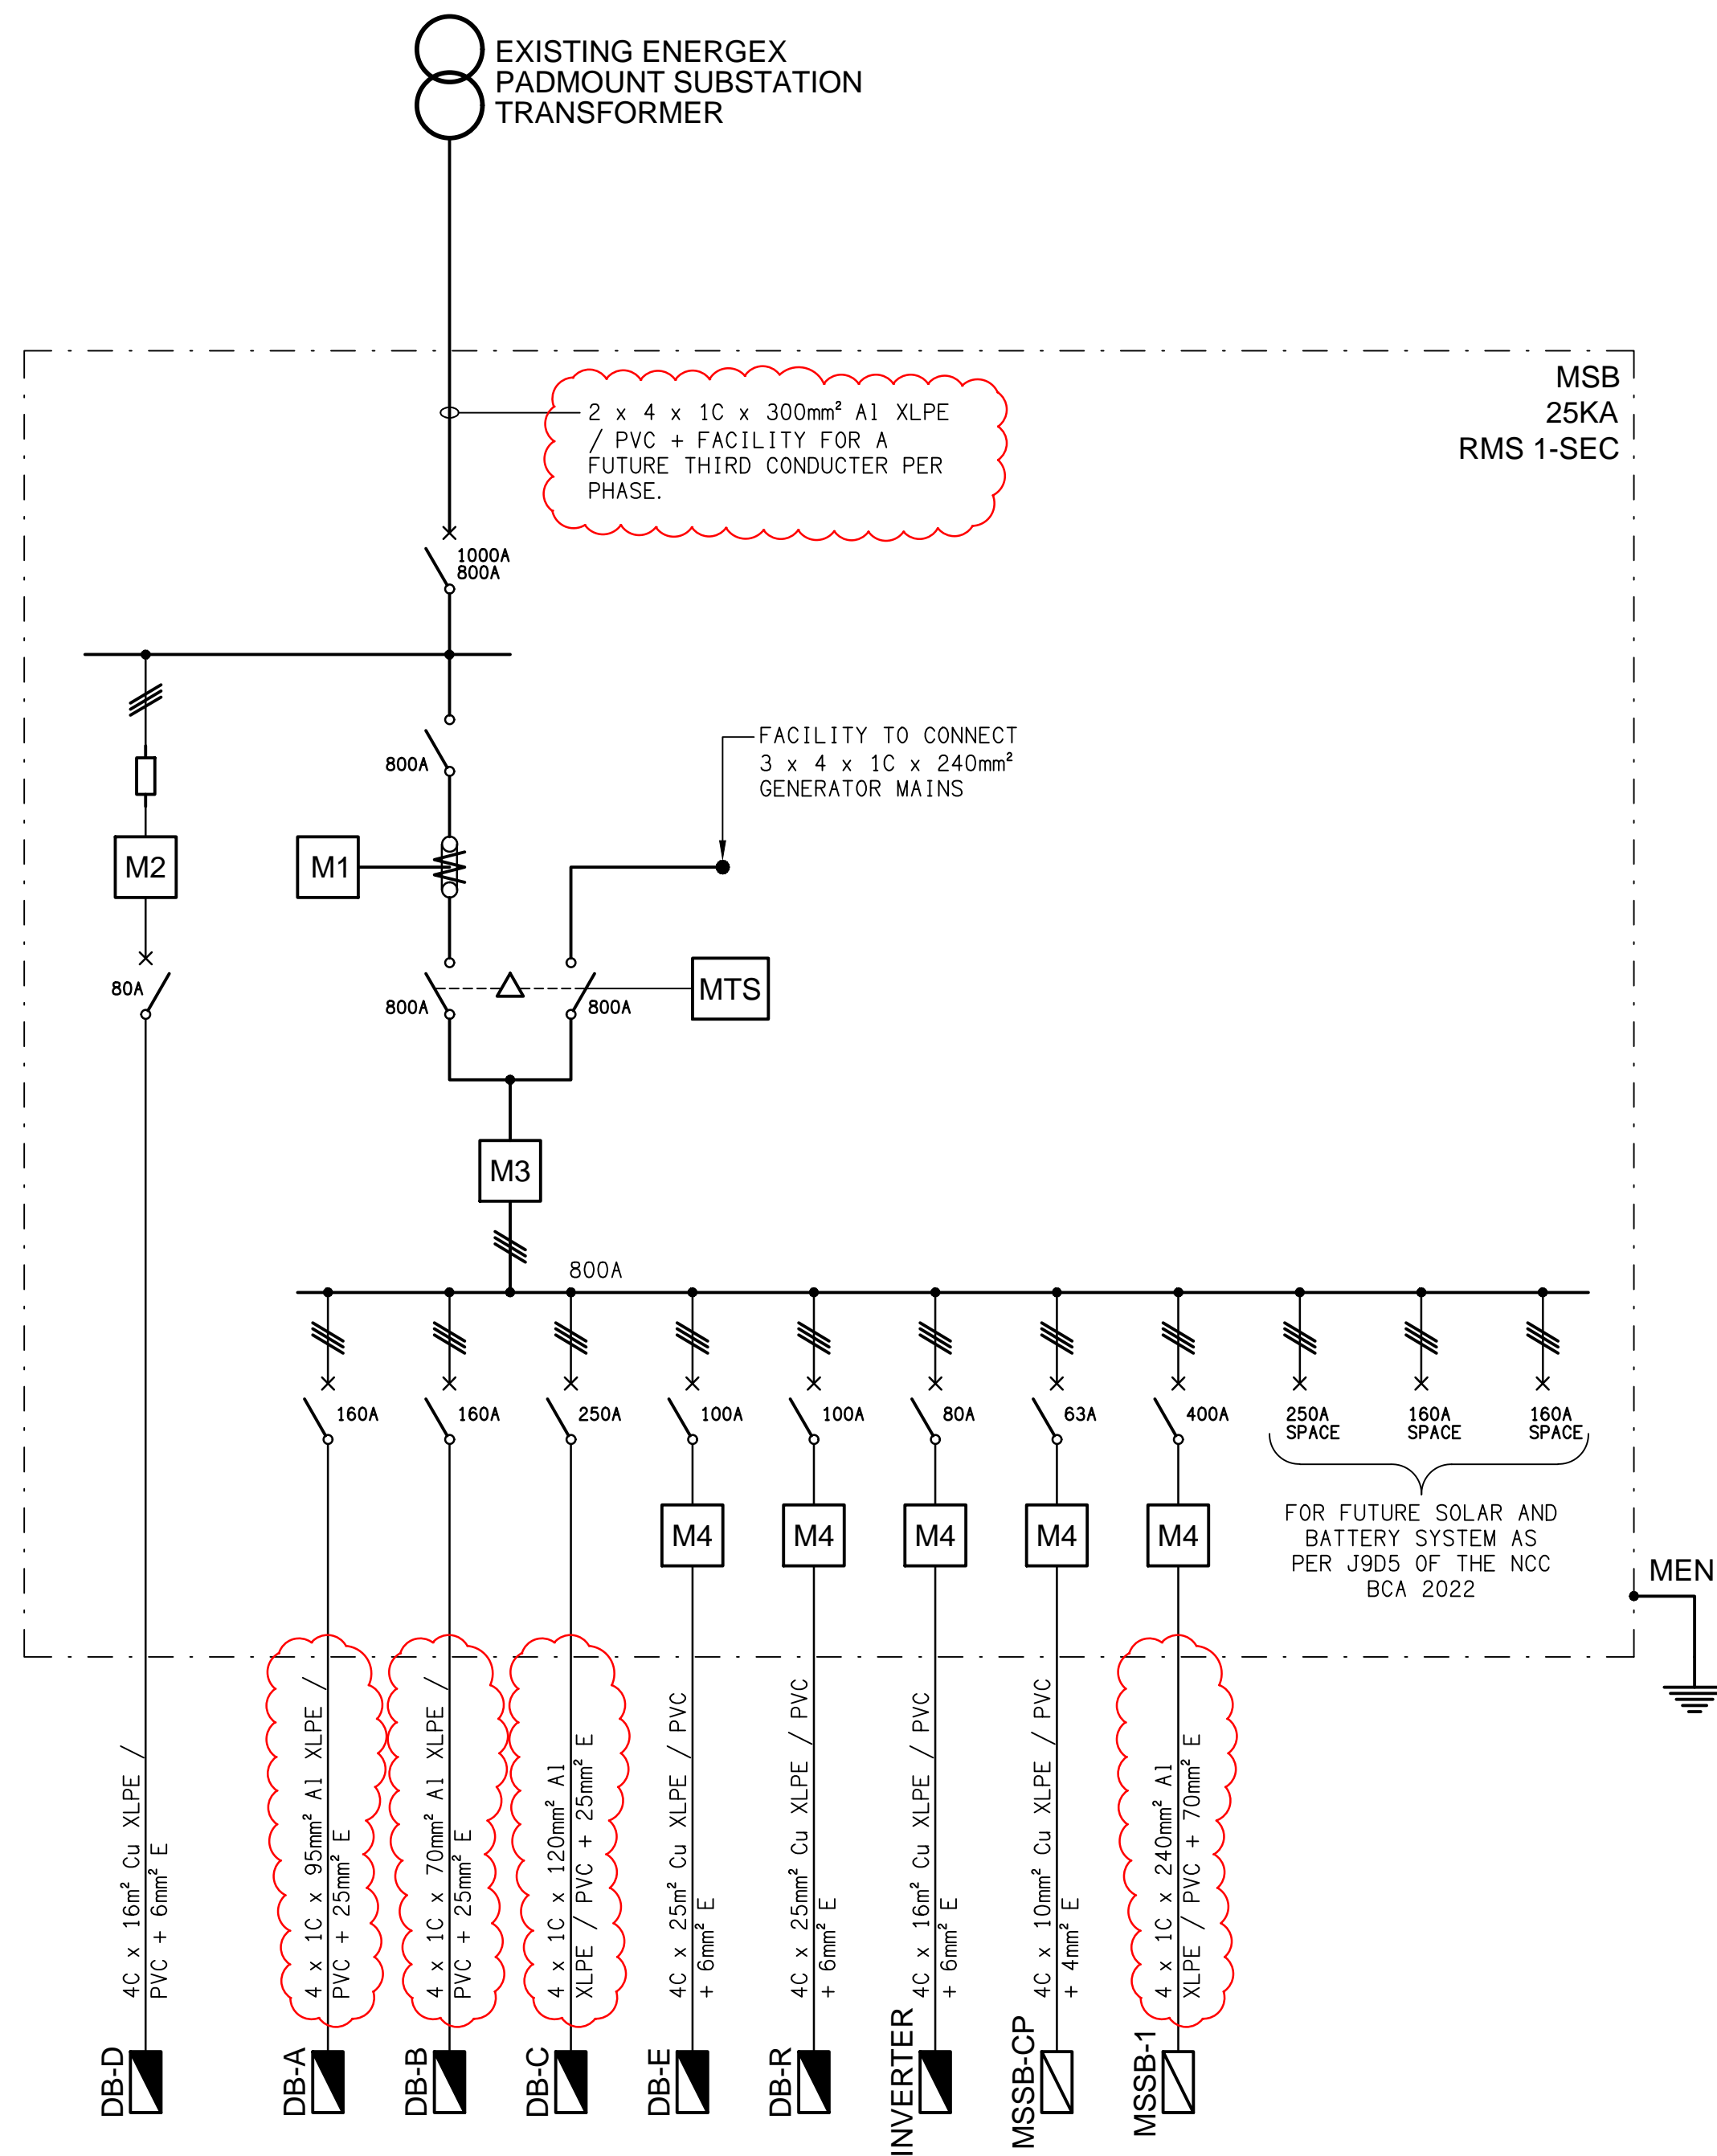 EXISTING ENERGEX
PADMOUNT SUBSTATION
TRANSFORMER
MSB
25KA
RMS 1-SEC
2 x 4 x 1C x 300mm² Al XLPE
/ PVC + FACILITY FOR A
FUTURE THIRD CONDUCTER PER
PHASE.
1000A
800A
800A
FACILITY TO CONNECT
3 x 4 x 1C x 240mm²
GENERATOR MAINS
M2
M1
80A
800A
800A
MTS
M3
800A
160A
160A
250A
100A
100A
80A
63A
400A
250A
SPACE
160A
SPACE
160A
SPACE
M4
M4
M4
M4
M4
FOR FUTURE SOLAR AND
BATTERY SYSTEM AS
PER J9D5 OF THE NCC
BCA 2022
MEN
4C x 16m² Cu XLPE /
PVC + 6mm² E
4 x 1C x 95mm² Al XLPE /
PVC + 25mm² E
4 x 1C x 70mm² Al XLPE /
PVC + 25mm² E
4 x 1C x 120mm² Al
XLPE / PVC + 25mm² E
4C x 25m² Cu XLPE / PVC
+ 6mm² E
4C x 25mm² Cu XLPE / PVC
+ 6mm² E
4C x 16m² Cu XLPE / PVC
+ 6mm² E
4C x 10mm² Cu XLPE / PVC
+ 4mm² E
4 x 1C x 240mm² Al
XLPE / PVC + 70mm² E
DB-D
DB-A
DB-B
DB-C
DB-E
DB-R
INVERTER
MSSB-CP
MSSB-1